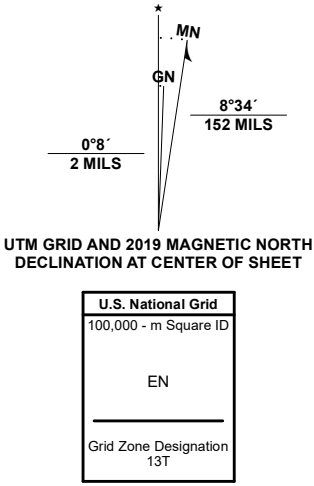 ★
MN
GN
8°34´
152 MILS
0°8´
2 MILS
UTM GRID AND 2019 MAGNETIC NORTH
DECLINATION AT CENTER OF SHEET
U.S. National Grid
100,000 - m Square ID
EN
Grid Zone Designation
13T